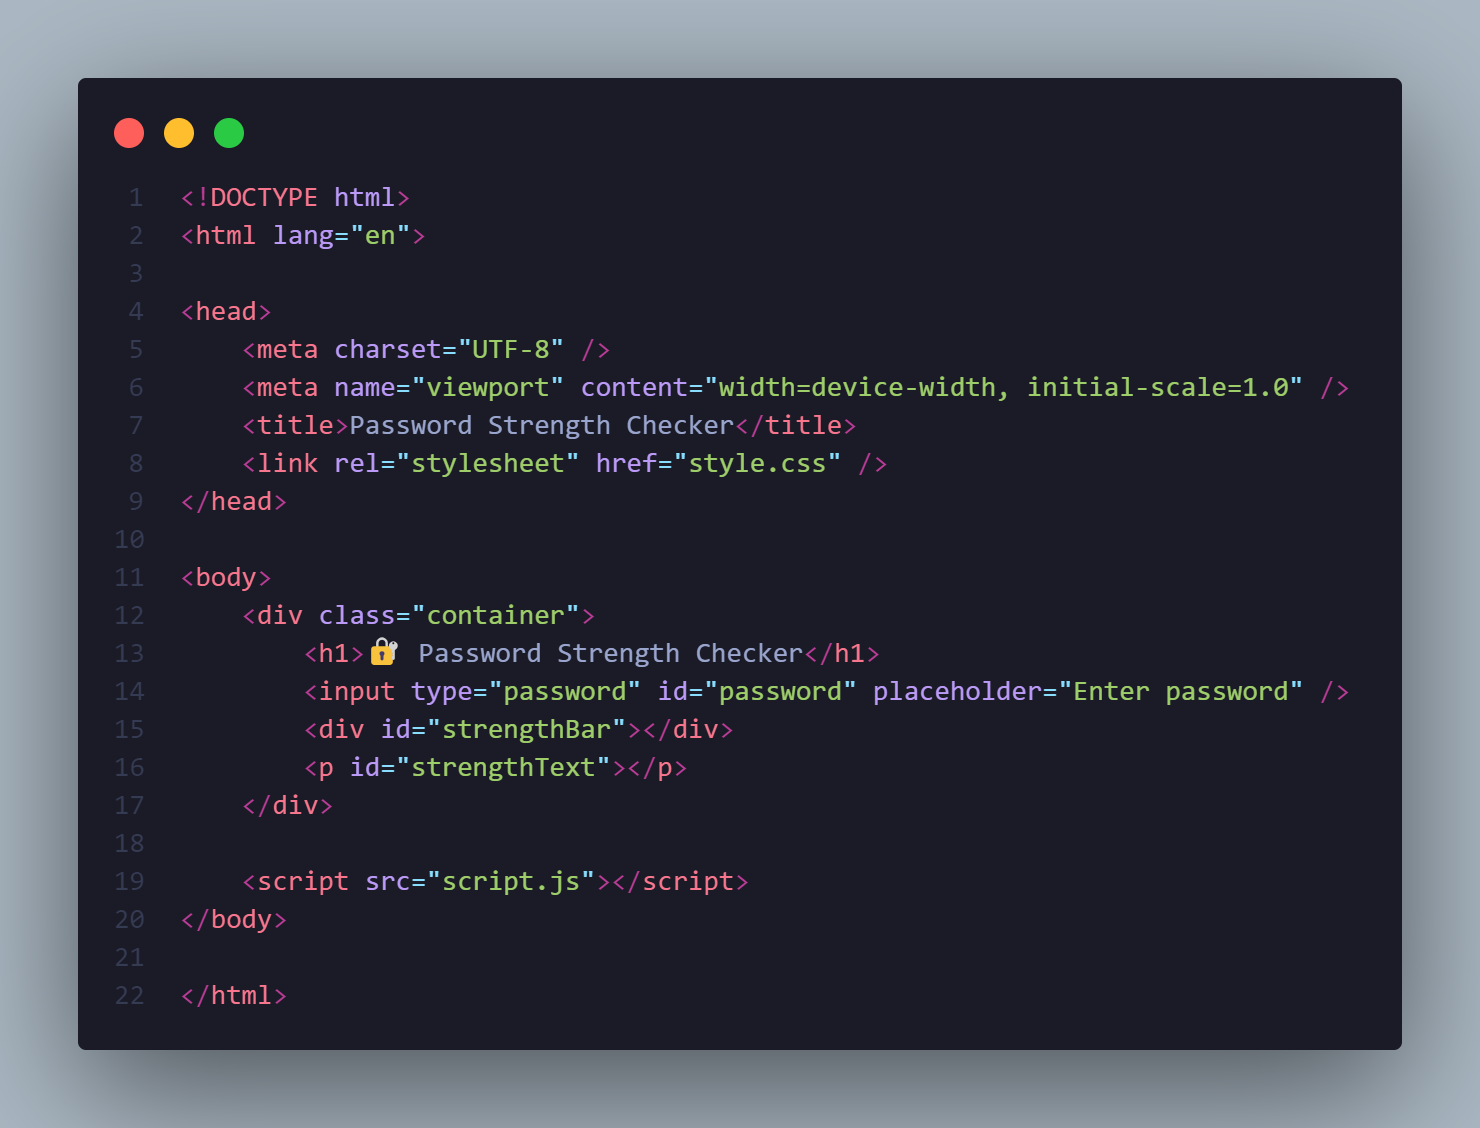 1 <!DOCTYPE html>
2 <html lang="en">
3
4 <head>
5     <meta charset="UTF-8" />
6     <meta name="viewport" content="width=device-width, initial-scale=1.0" />
7     <title>Password Strength Checker</title>
8     <link rel="stylesheet" href="style.css" />
9 </head>
10
11 <body>
12     <div class="container">
13         <h1>🔐 Password Strength Checker</h1>
14         <input type="password" id="password" placeholder="Enter password" />
15         <div id="strengthBar"></div>
16         <p id="strengthText"></p>
17     </div>
18
19     <script src="script.js"></script>
20 </body>
21
22 </html>